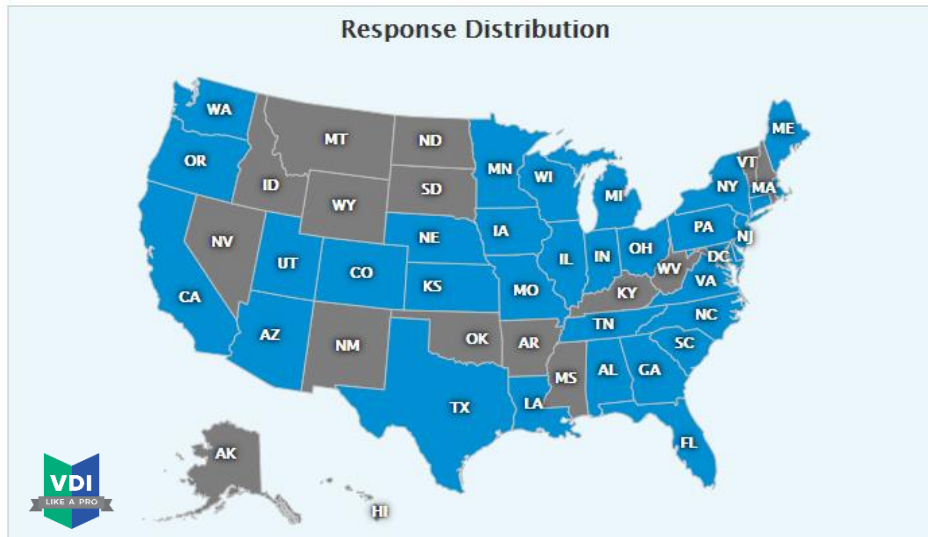 Response Distribution
WA
ME
MT
ND
MN
VT
OR
ID
SD
WI
MI
NY
MA
WY
PA
NE
IA
NJ
NV
UT
CO
IL
IN
OH
DC
WV
VA
CA
KS
MO
KY
NC
AZ
NM
OK
AR
TN
SC
MS
AL
GA
TX
LA
FL
AK
HI
VDI
LIKE A PRO